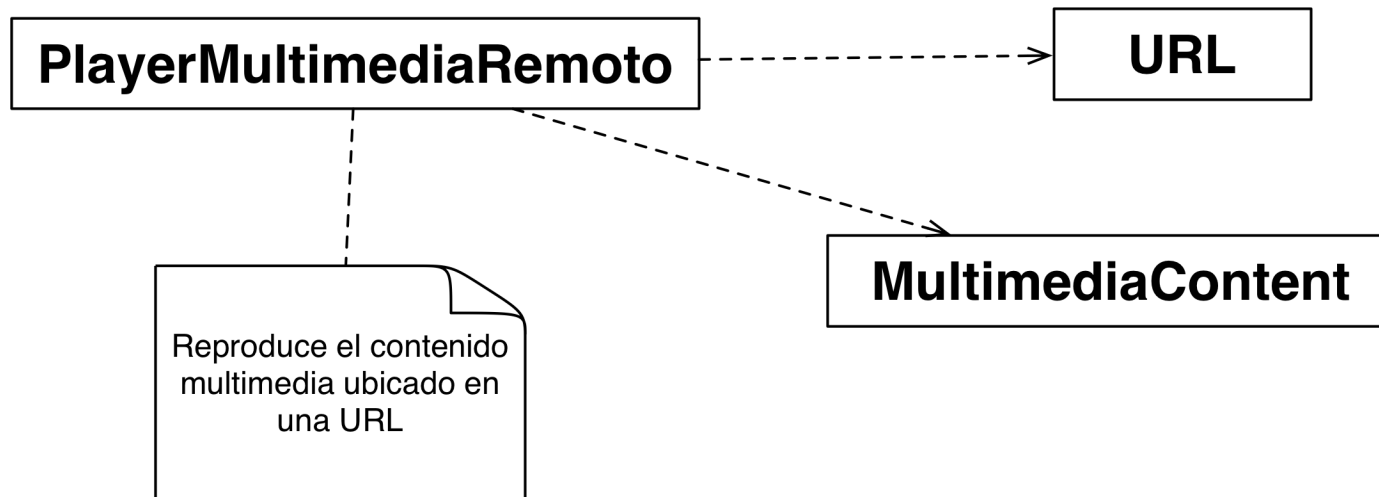 PlayerMultimediaRemoto
URL
MultimediaContent
Reproduce el contenido
multimedia ubicado en
una URL